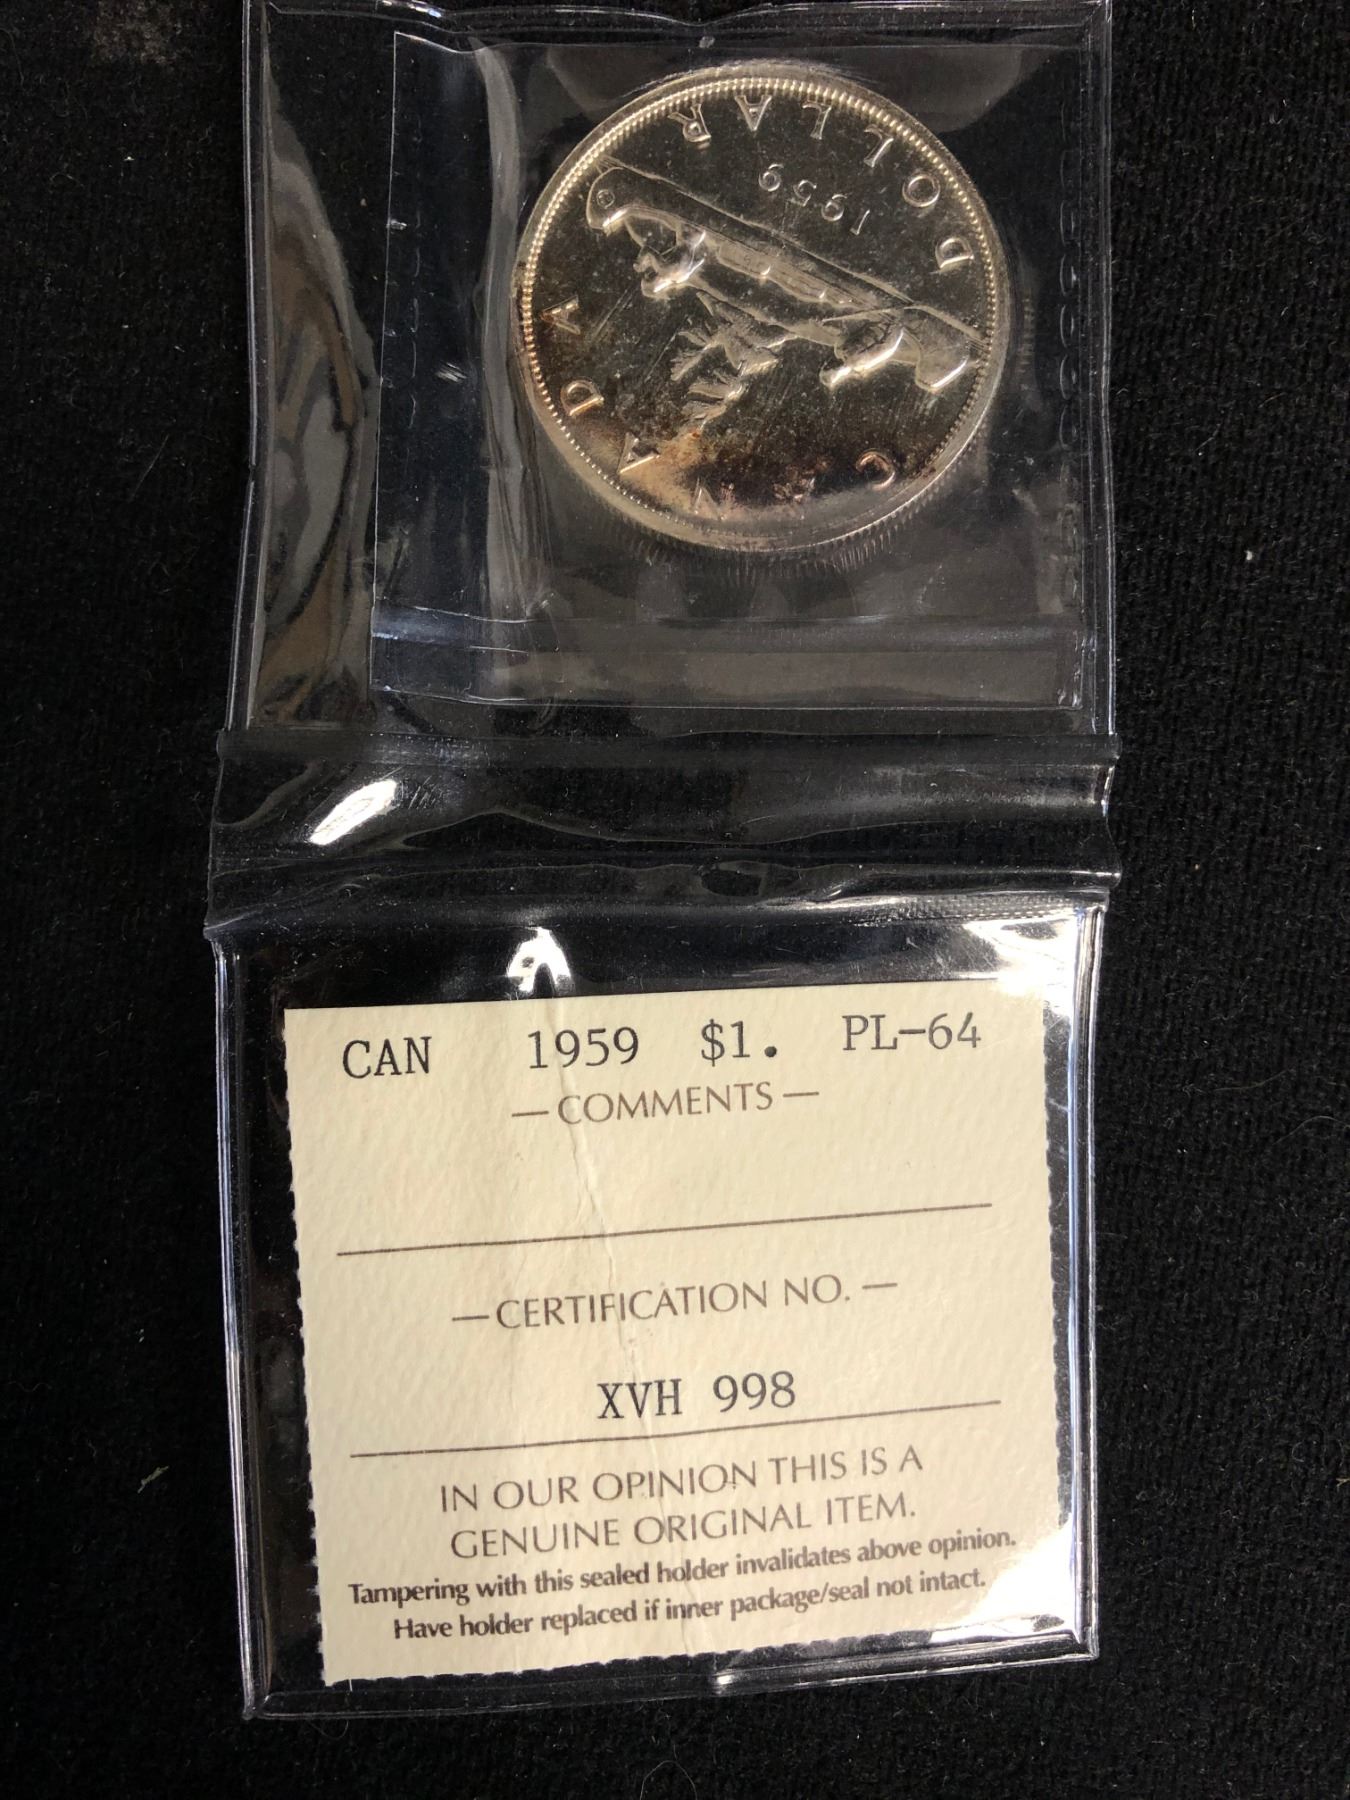 CANADA
1959
DOLLAR
CAN 1959 $1. PL-64
— COMMENTS —
— CERTIFICATION NO. —
XVH 998
IN OUR OPINION THIS IS A
GENUINE ORIGINAL ITEM.
Tampering with this sealed holder invalidates above opinion.
Have holder replaced if inner package/seal not intact.